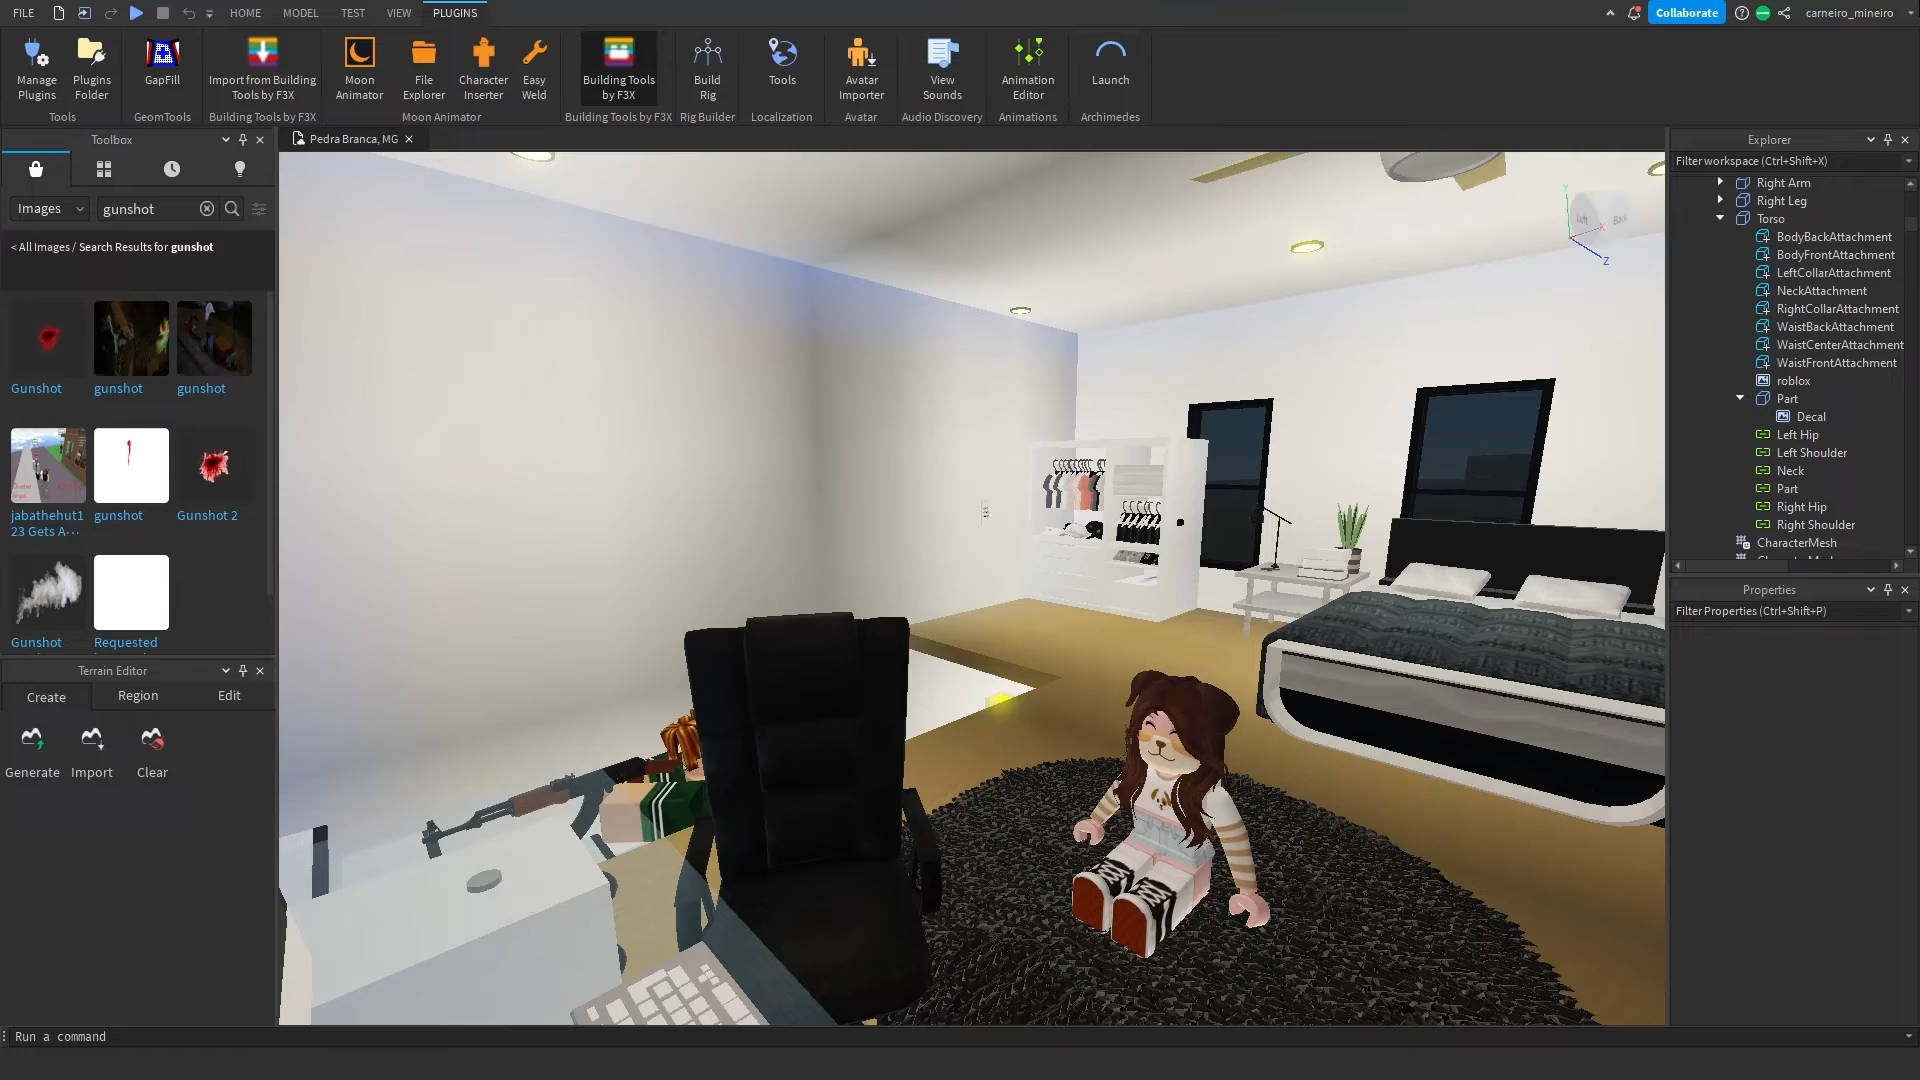 FILE
HOME
MODEL
TEST
VIEW
PLUGINS
Collaborate
carneiro_mineiro
Manage
Plugins
Plugins
Folder
GapFill
Import from Building
Tools by F3X
Moon
Animator
File
Explorer
Character
Inserter
Easy
Weld
Building Tools
by F3X
Build
Rig
Tools
Avatar
Importer
View
Sounds
Animation
Editor
Launch
Tools
GeomTools
Building Tools by F3X
Moon Animator
Building Tools by F3X
Rig Builder
Localization
Avatar
Audio Discovery
Animations
Archimedes
Toolbox
Pedra Branca, MG
Images
gunshot
< All Images / Search Results for gunshot
Gunshot
gunshot
gunshot
jabathehut1
23 Gets A...
gunshot
Gunshot 2
Gunshot
Requested
Terrain Editor
Create
Region
Edit
Generate
Import
Clear
Y
Left
Back
X
Z
Explorer
Filter workspace (Ctrl+Shift+X)
Right Arm
Right Leg
Torso
BodyBackAttachment
BodyFrontAttachment
LeftCollarAttachment
NeckAttachment
RightCollarAttachment
WaistBackAttachment
WaistCenterAttachment
WaistFrontAttachment
roblox
Part
Decal
Left Hip
Left Shoulder
Neck
Part
Right Hip
Right Shoulder
CharacterMesh
Properties
Filter Properties (Ctrl+Shift+P)
Run a command